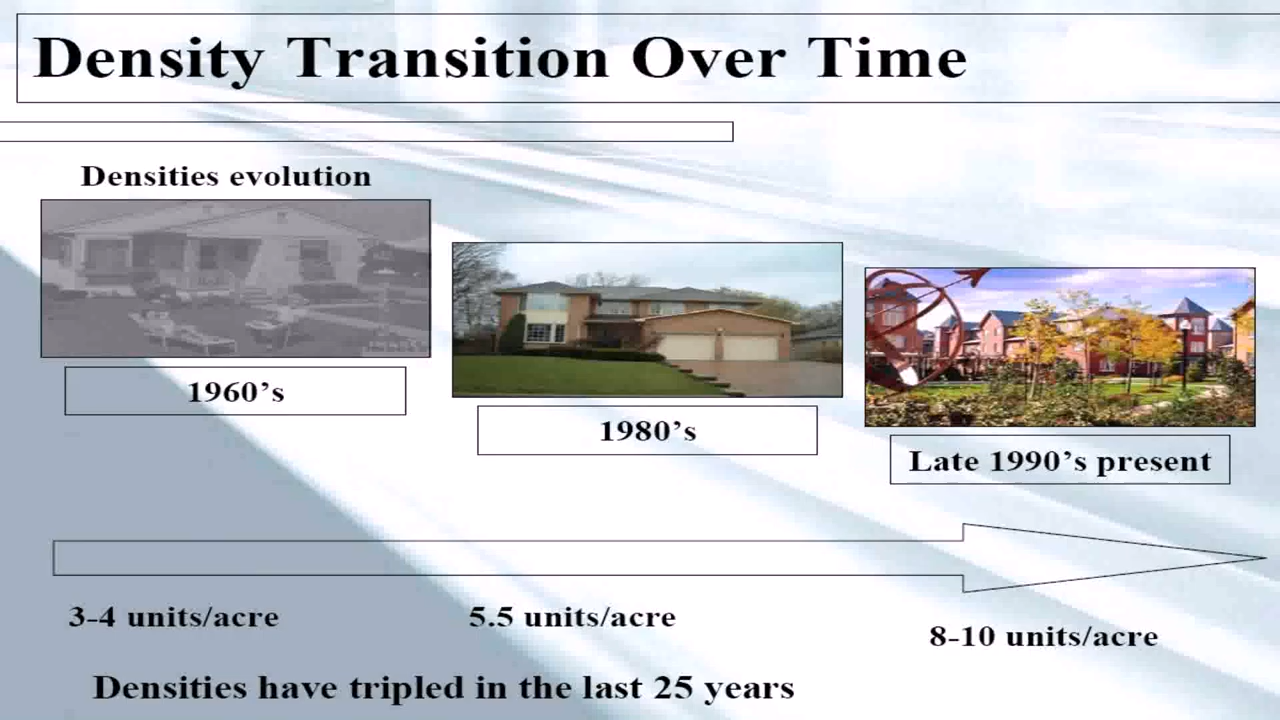 Density Transition Over Time
Densities evolution
1960’s
1980’s
Late 1990’s present
3-4 units/acre
5.5 units/acre
8-10 units/acre
Densities have tripled in the last 25 years